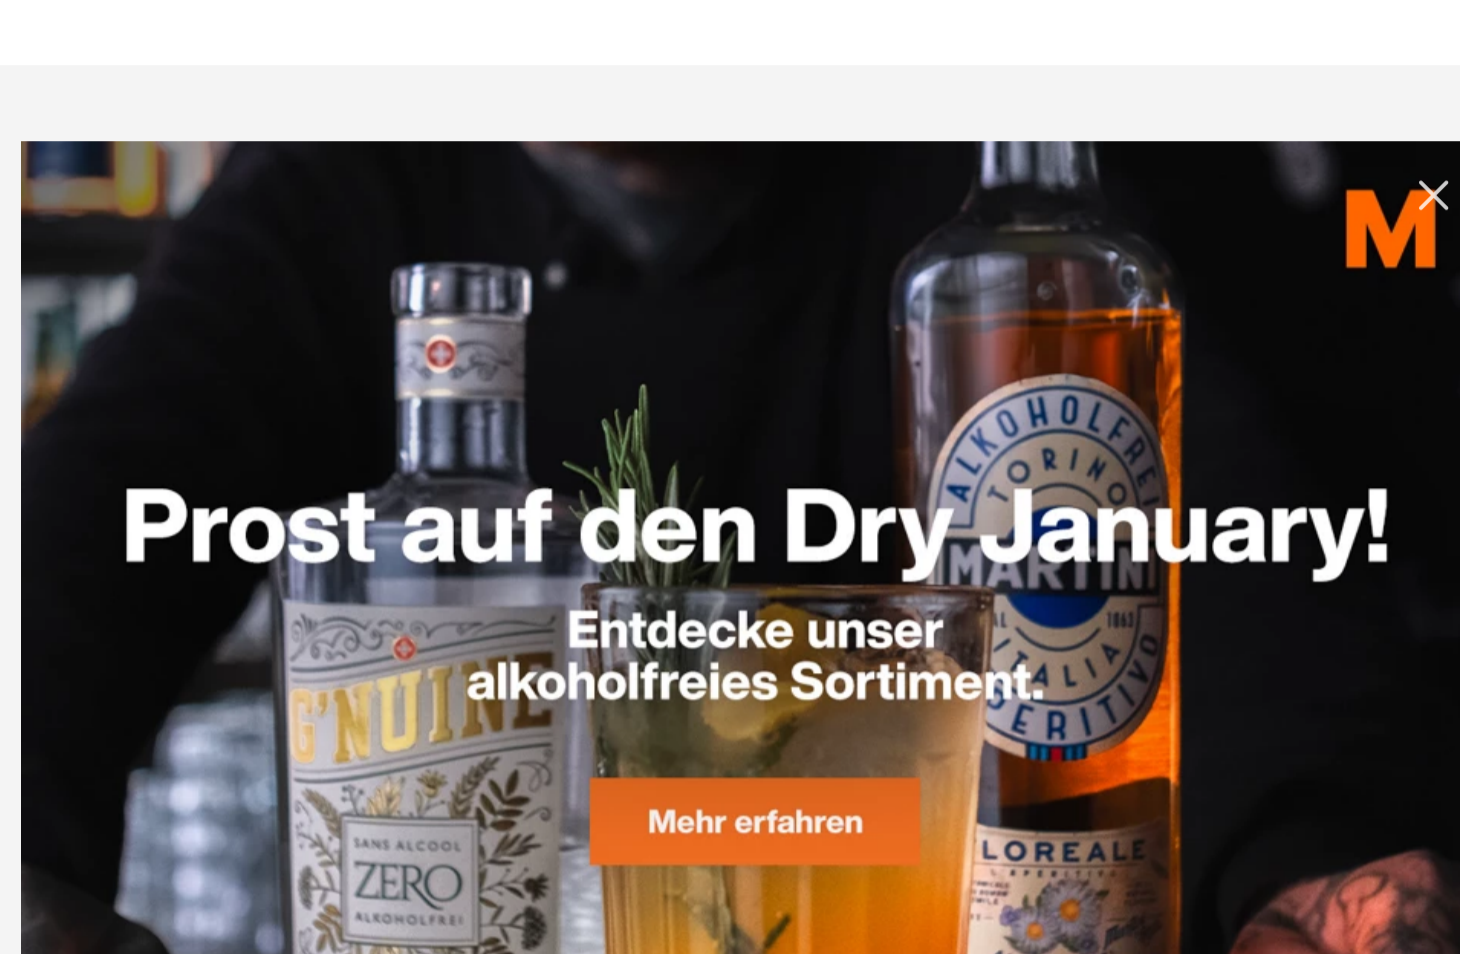 M
Prost auf den Dry January!
Entdecke unser
alkoholfreies Sortiment.
Mehr erfahren
G'NUINE
SANS ALCOOL
ZERO
ALKOHOLFREI
ALKOHOLFREI
TORINO
MARTINI
1863
ITALIA
LOREALE
APERITIVO